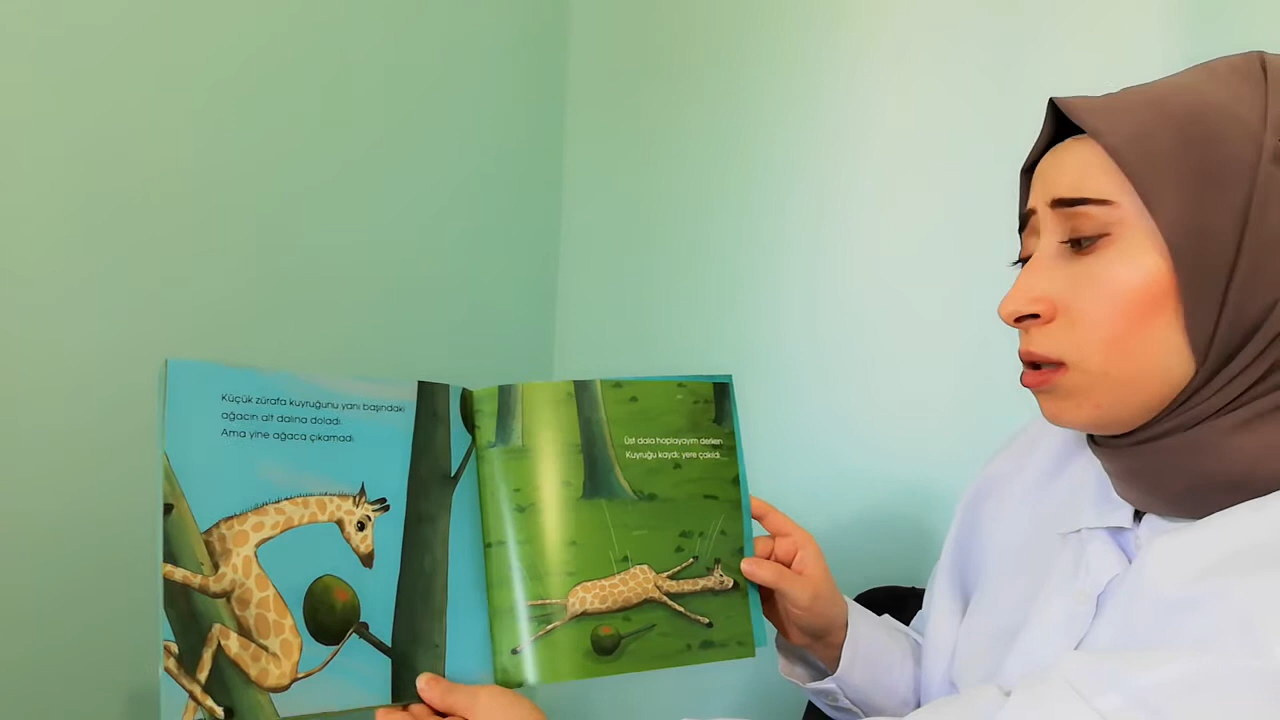 Küçük zürafa kuyruğunu yanı başındaki
ağacın alt dalına doladı.
Ama yine ağaca çıkamadı.
Üst dala hoplayayım derken
Kuyruğu kaydı; yere çakıldı.